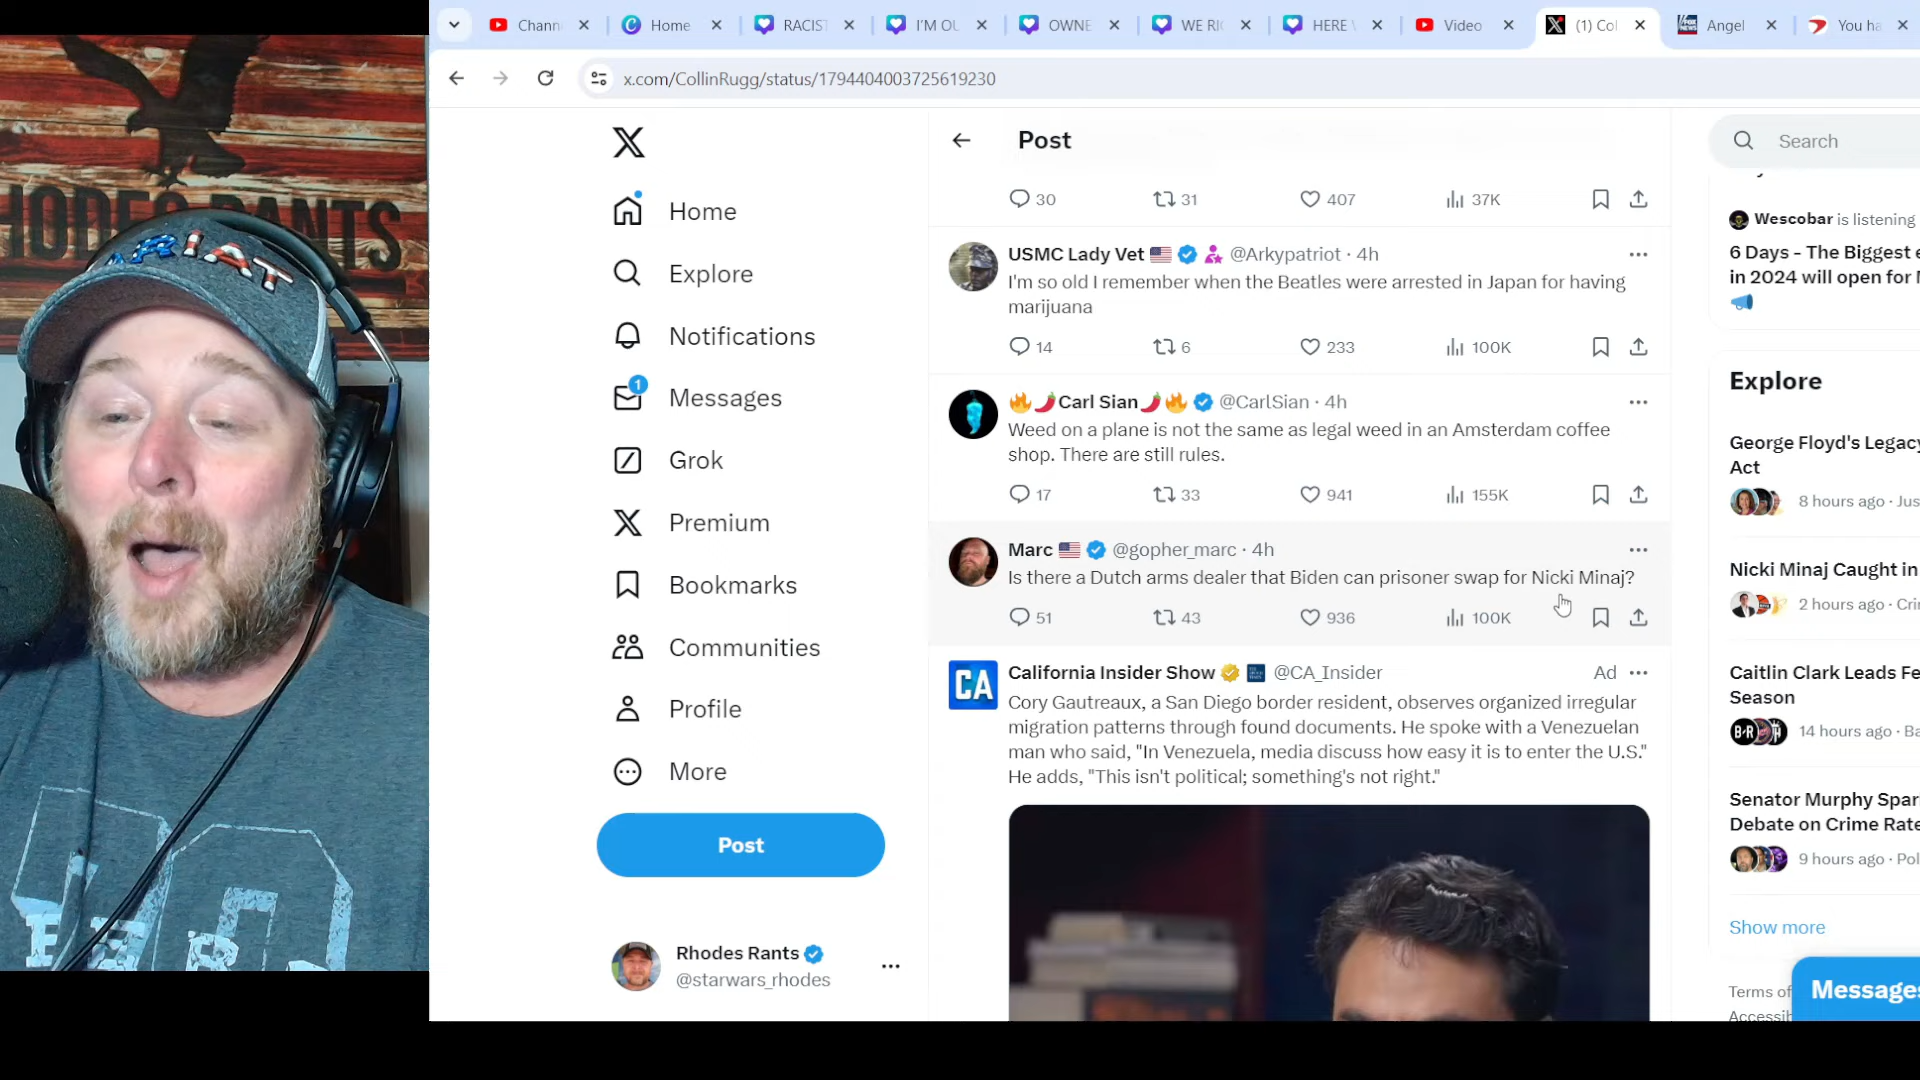 Chann
Home
RACIST
I'M OU
OWNE
WE RI
HERE
Video
(1) Col
Angel
You ha
x.com/CollinRugg/status/1794404003725619230
HODES RANTS
ARIAT
Home
Explore
Notifications
1
Messages
Grok
Premium
Bookmarks
Communities
Profile
More
Post
Rhodes Rants
@starwars_rhodes
Post
30 31 407 37K
USMC Lady Vet @Arkypatriot · 4h
I'm so old I remember when the Beatles were arrested in Japan for having
marijuana
14 6 233 100K
🔥🌶️Carl Sian🌶️🔥 @CarlSian · 4h
Weed on a plane is not the same as legal weed in an Amsterdam coffee
shop. There are still rules.
17 33 941 155K
Marc @gopher_marc · 4h
Is there a Dutch arms dealer that Biden can prisoner swap for Nicki Minaj?
51 43 936 100K
CA
California Insider Show @CA_Insider Ad
Cory Gautreaux, a San Diego border resident, observes organized irregular
migration patterns through found documents. He spoke with a Venezuelan
man who said, "In Venezuela, media discuss how easy it is to enter the U.S."
He adds, "This isn't political; something's not right."
Search
Wescobar is listening
6 Days - The Biggest e
in 2024 will open for
Explore
George Floyd's Legacy
Act
8 hours ago · Jus
Nicki Minaj Caught in
2 hours ago · Cri
Caitlin Clark Leads Fe
Season
14 hours ago · Ba
Senator Murphy Spar
Debate on Crime Rate
9 hours ago · Pol
Show more
Terms of
Accessib
Messages